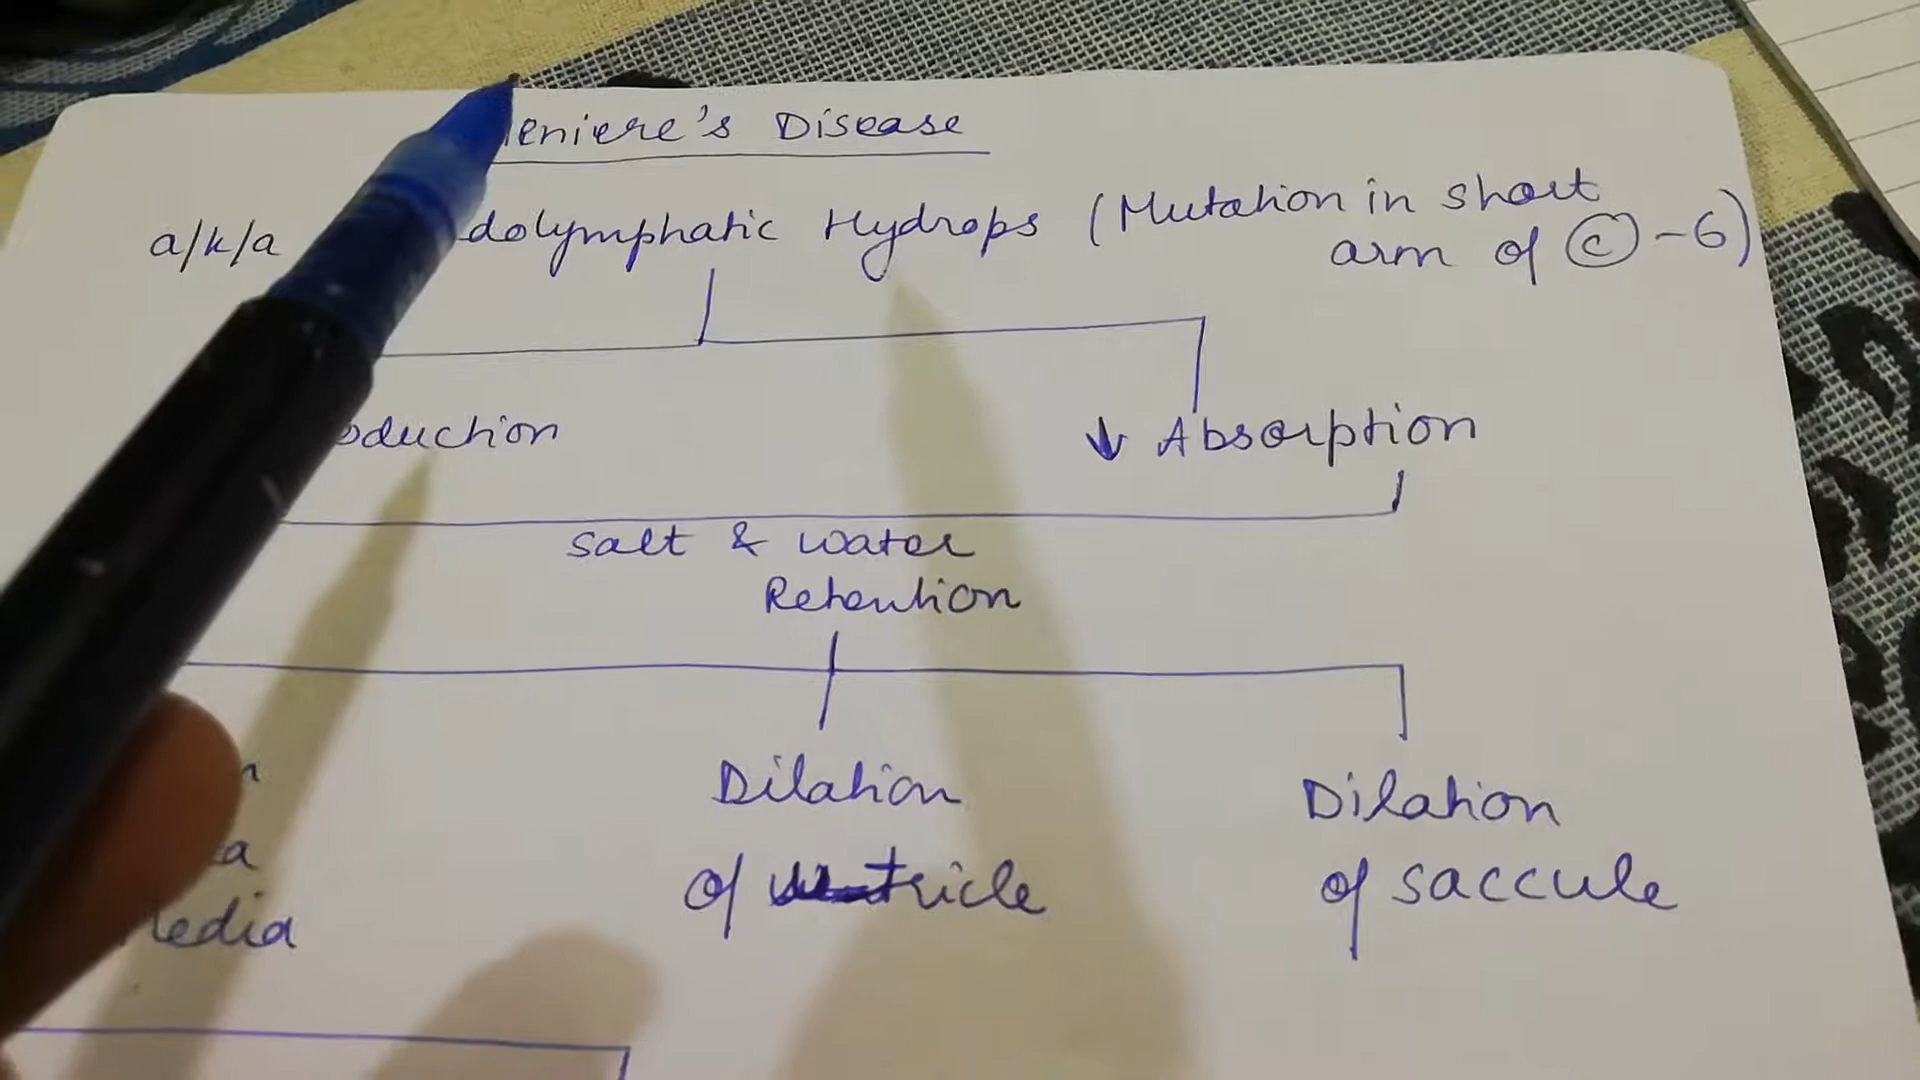 eniere's Disease
a/k/a dolymphatic Hydrops (Mutation in short
arm of ⓒ-6)
oduction ↓ Absorption
Salt & Water
Retention
n Dilation Dilation
a of utricle of saccule
edia